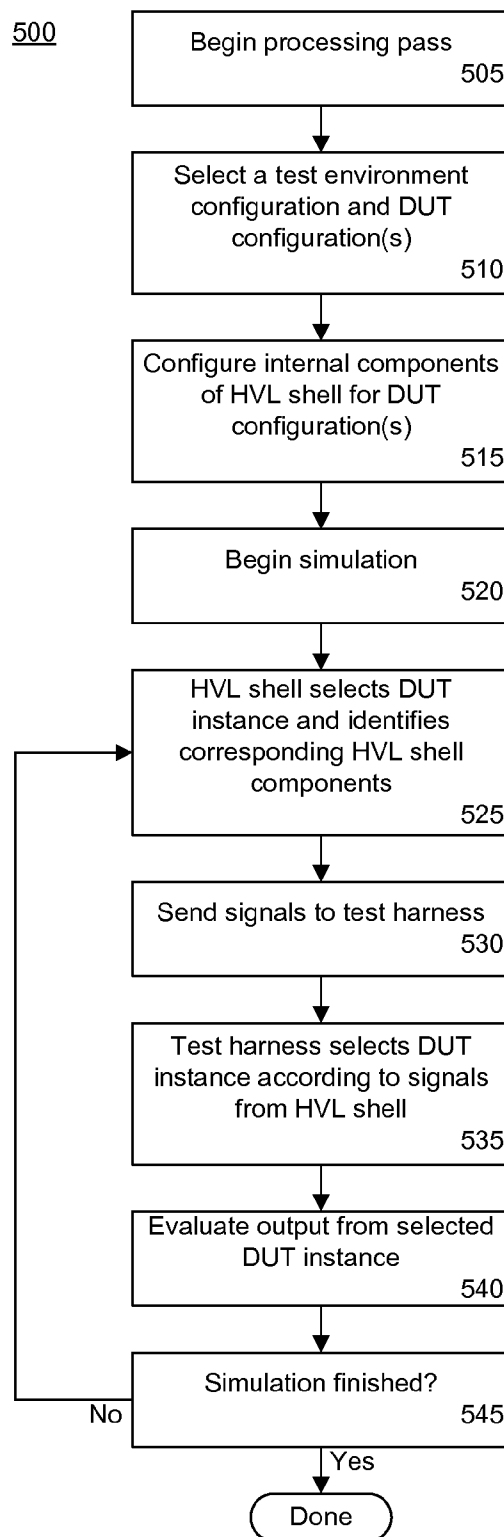 500
Begin processing pass
505
Select a test environment
configuration and DUT
configuration(s)
510
Configure internal components
of HVL shell for DUT
configuration(s)
515
Begin simulation
520
HVL shell selects DUT
instance and identifies
corresponding HVL shell
components
525
Send signals to test harness
530
Test harness selects DUT
instance according to signals
from HVL shell
535
Evaluate output from selected
DUT instance
540
Simulation finished?
545
No
Yes
Done